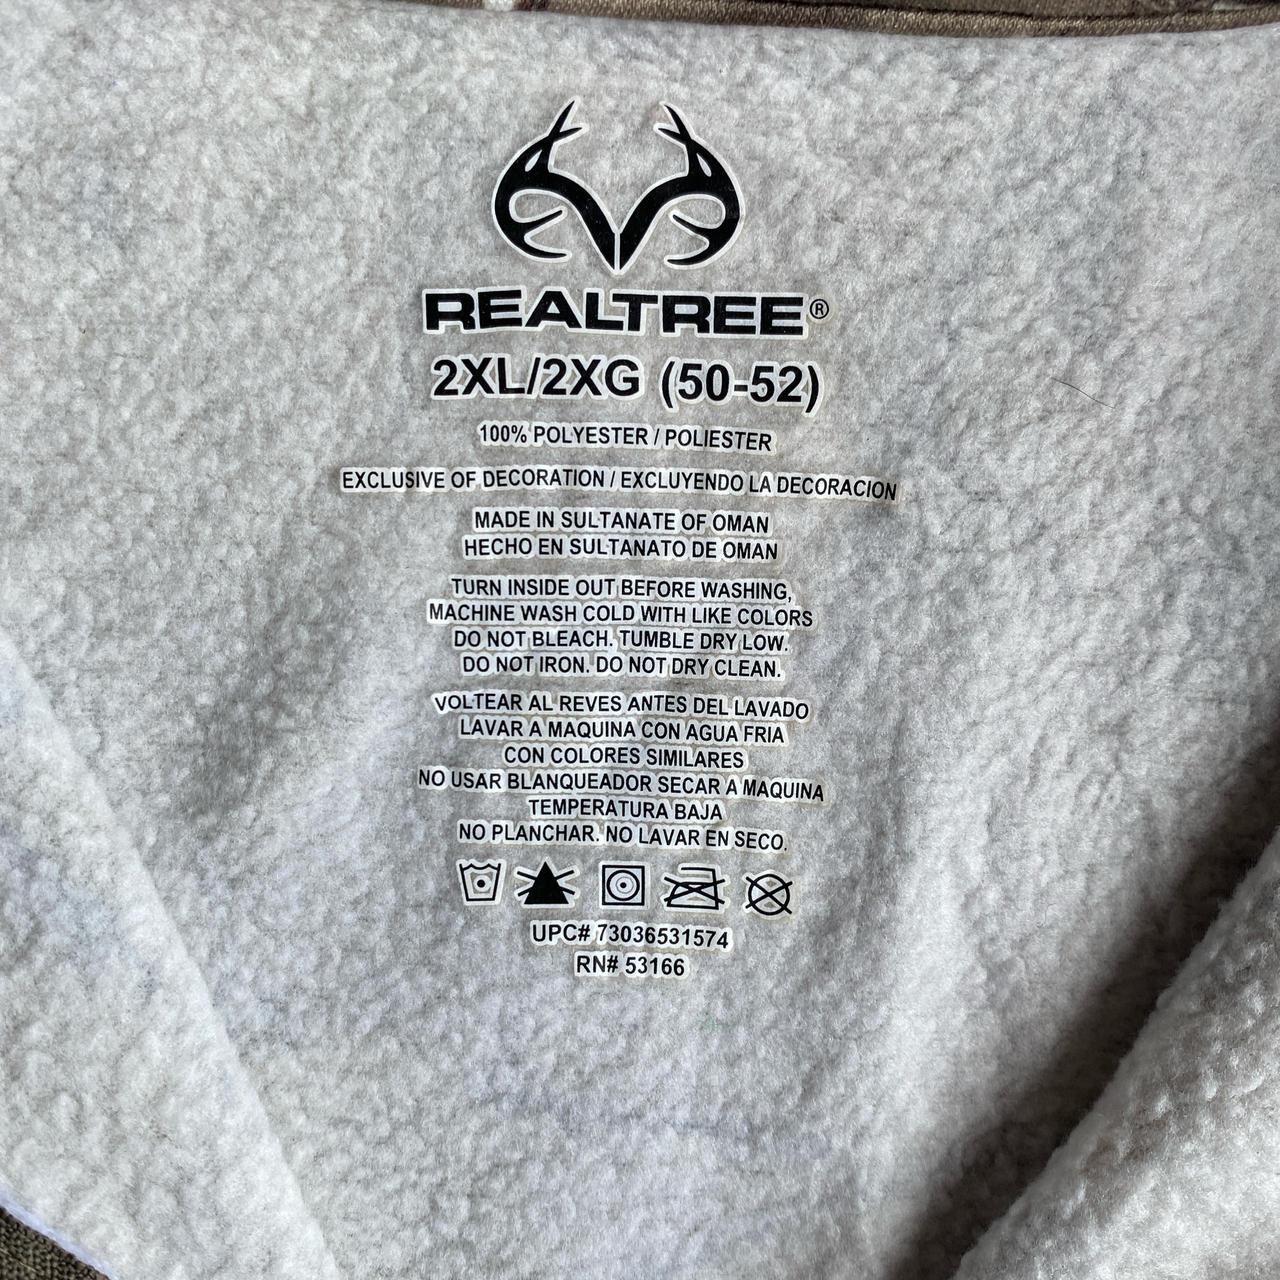 REALTREE®
2XL/2XG (50-52)
100% POLYESTER / POLIESTER
EXCLUSIVE OF DECORATION / EXCLUYENDO LA DECORACION
MADE IN SULTANATE OF OMAN
HECHO EN SULTANATO DE OMAN
TURN INSIDE OUT BEFORE WASHING,
MACHINE WASH COLD WITH LIKE COLORS
DO NOT BLEACH. TUMBLE DRY LOW.
DO NOT IRON. DO NOT DRY CLEAN.
VOLTEAR AL REVES ANTES DEL LAVADO
LAVAR A MAQUINA CON AGUA FRIA
CON COLORES SIMILARES
NO USAR BLANQUEADOR SECAR A MAQUINA
TEMPERATURA BAJA
NO PLANCHAR. NO LAVAR EN SECO.
UPC# 73036531574
RN# 53166